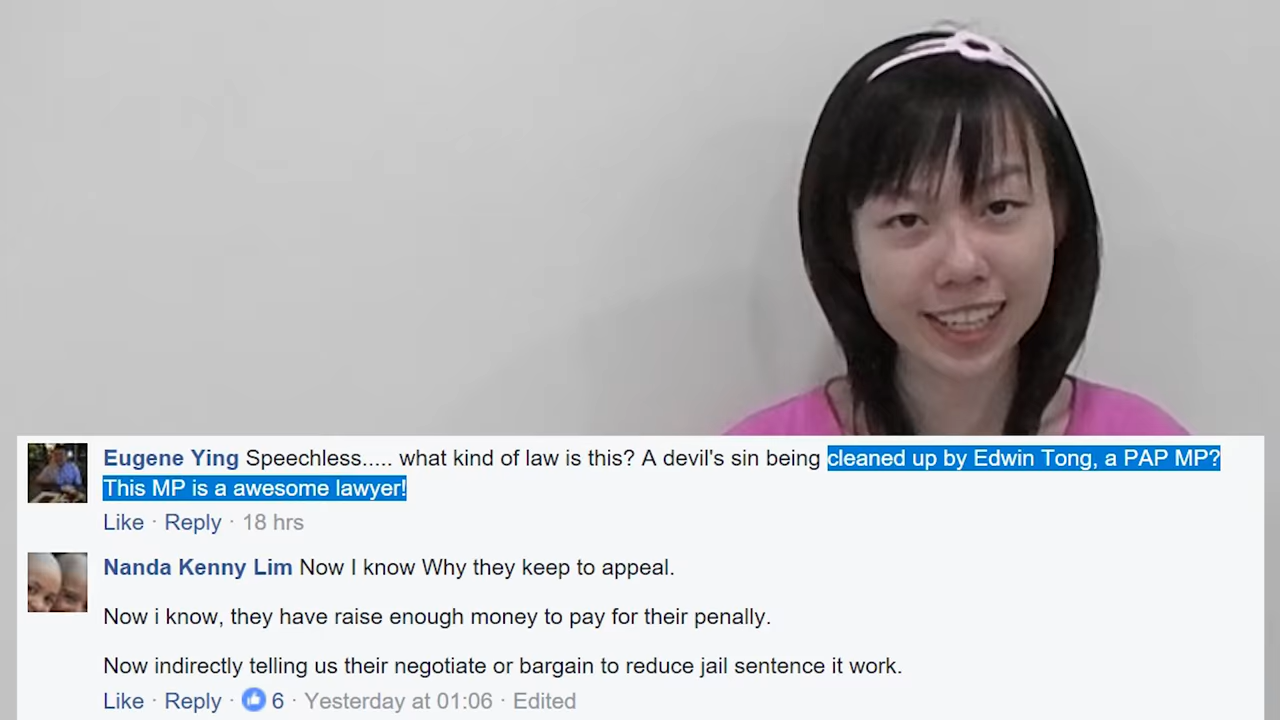 Eugene Ying Speechless..... what kind of law is this? A devil's sin being cleaned up by Edwin Tong, a PAP MP?
This MP is a awesome lawyer!
Like · Reply · 18 hrs
Nanda Kenny Lim Now I know Why they keep to appeal.
Now i know, they have raise enough money to pay for their penally.
Now indirectly telling us their negotiate or bargain to reduce jail sentence it work.
Like · Reply · 6 · Yesterday at 01:06 · Edited